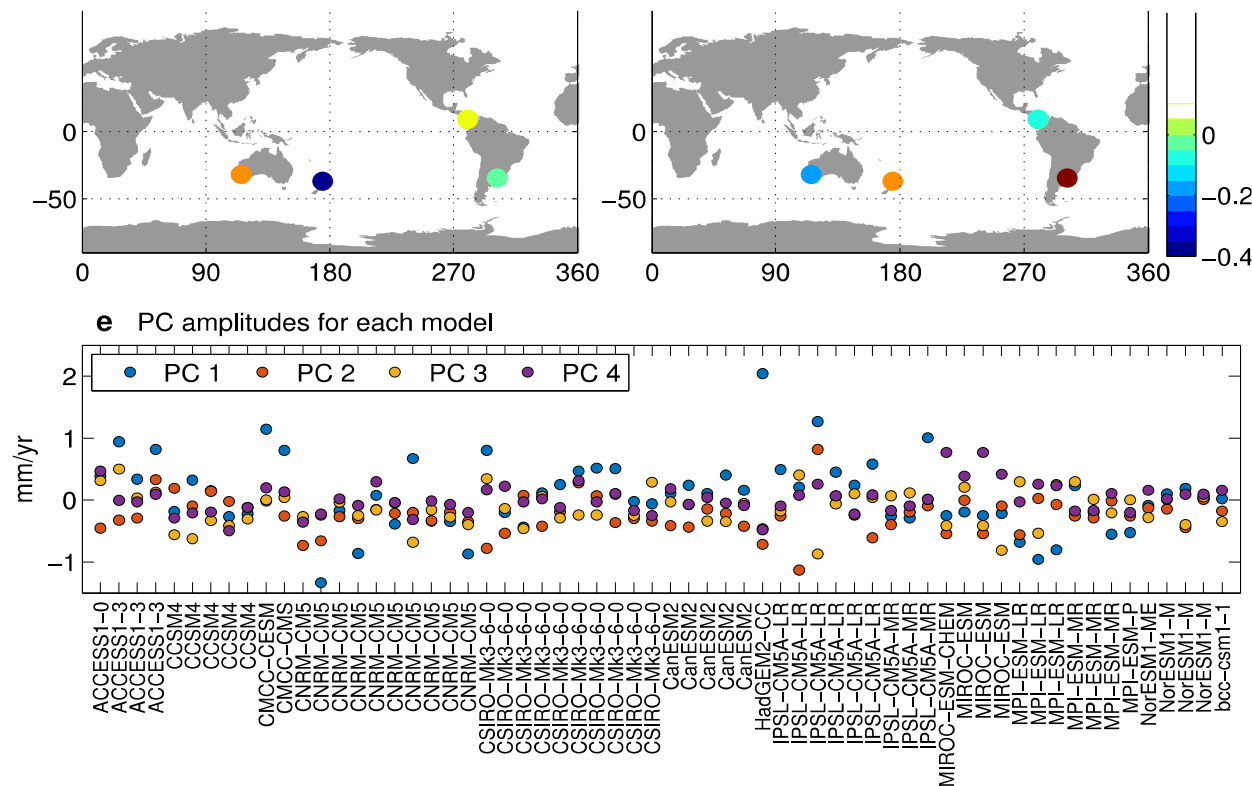 0
−50
0
90
180
270
360
0
90
180
270
360
0
−0.2
−0.4
e PC amplitudes for each model
PC 1
PC 2
PC 3
PC 4
mm/yr
2
1
0
−1
ACCESS1−0
ACCESS1−3
ACCESS1−3
ACCESS1−3
CCSM4
CCSM4
CCSM4
CCSM4
CCSM4
CMCC−CESM
CMCC−CMS
CNRM−CM5
CNRM−CM5
CNRM−CM5
CNRM−CM5
CNRM−CM5
CNRM−CM5
CNRM−CM5
CNRM−CM5
CNRM−CM5
CNRM−CM5
CSIRO−Mk3−6−0
CSIRO−Mk3−6−0
CSIRO−Mk3−6−0
CSIRO−Mk3−6−0
CSIRO−Mk3−6−0
CSIRO−Mk3−6−0
CSIRO−Mk3−6−0
CSIRO−Mk3−6−0
CSIRO−Mk3−6−0
CSIRO−Mk3−6−0
CanESM2
CanESM2
CanESM2
CanESM2
CanESM2
HadGEM2−CC
IPSL−CM5A−LR
IPSL−CM5A−LR
IPSL−CM5A−LR
IPSL−CM5A−LR
IPSL−CM5A−LR
IPSL−CM5A−LR
IPSL−CM5A−MR
IPSL−CM5A−MR
IPSL−CM5A−MR
MIROC−ESM−CHEM
MIROC−ESM
MIROC−ESM
MIROC−ESM
MPI−ESM−LR
MPI−ESM−LR
MPI−ESM−LR
MPI−ESM−MR
MPI−ESM−MR
MPI−ESM−MR
MPI−ESM−P
NorESM1−ME
NorESM1−M
NorESM1−M
NorESM1−M
bcc−csm1−1